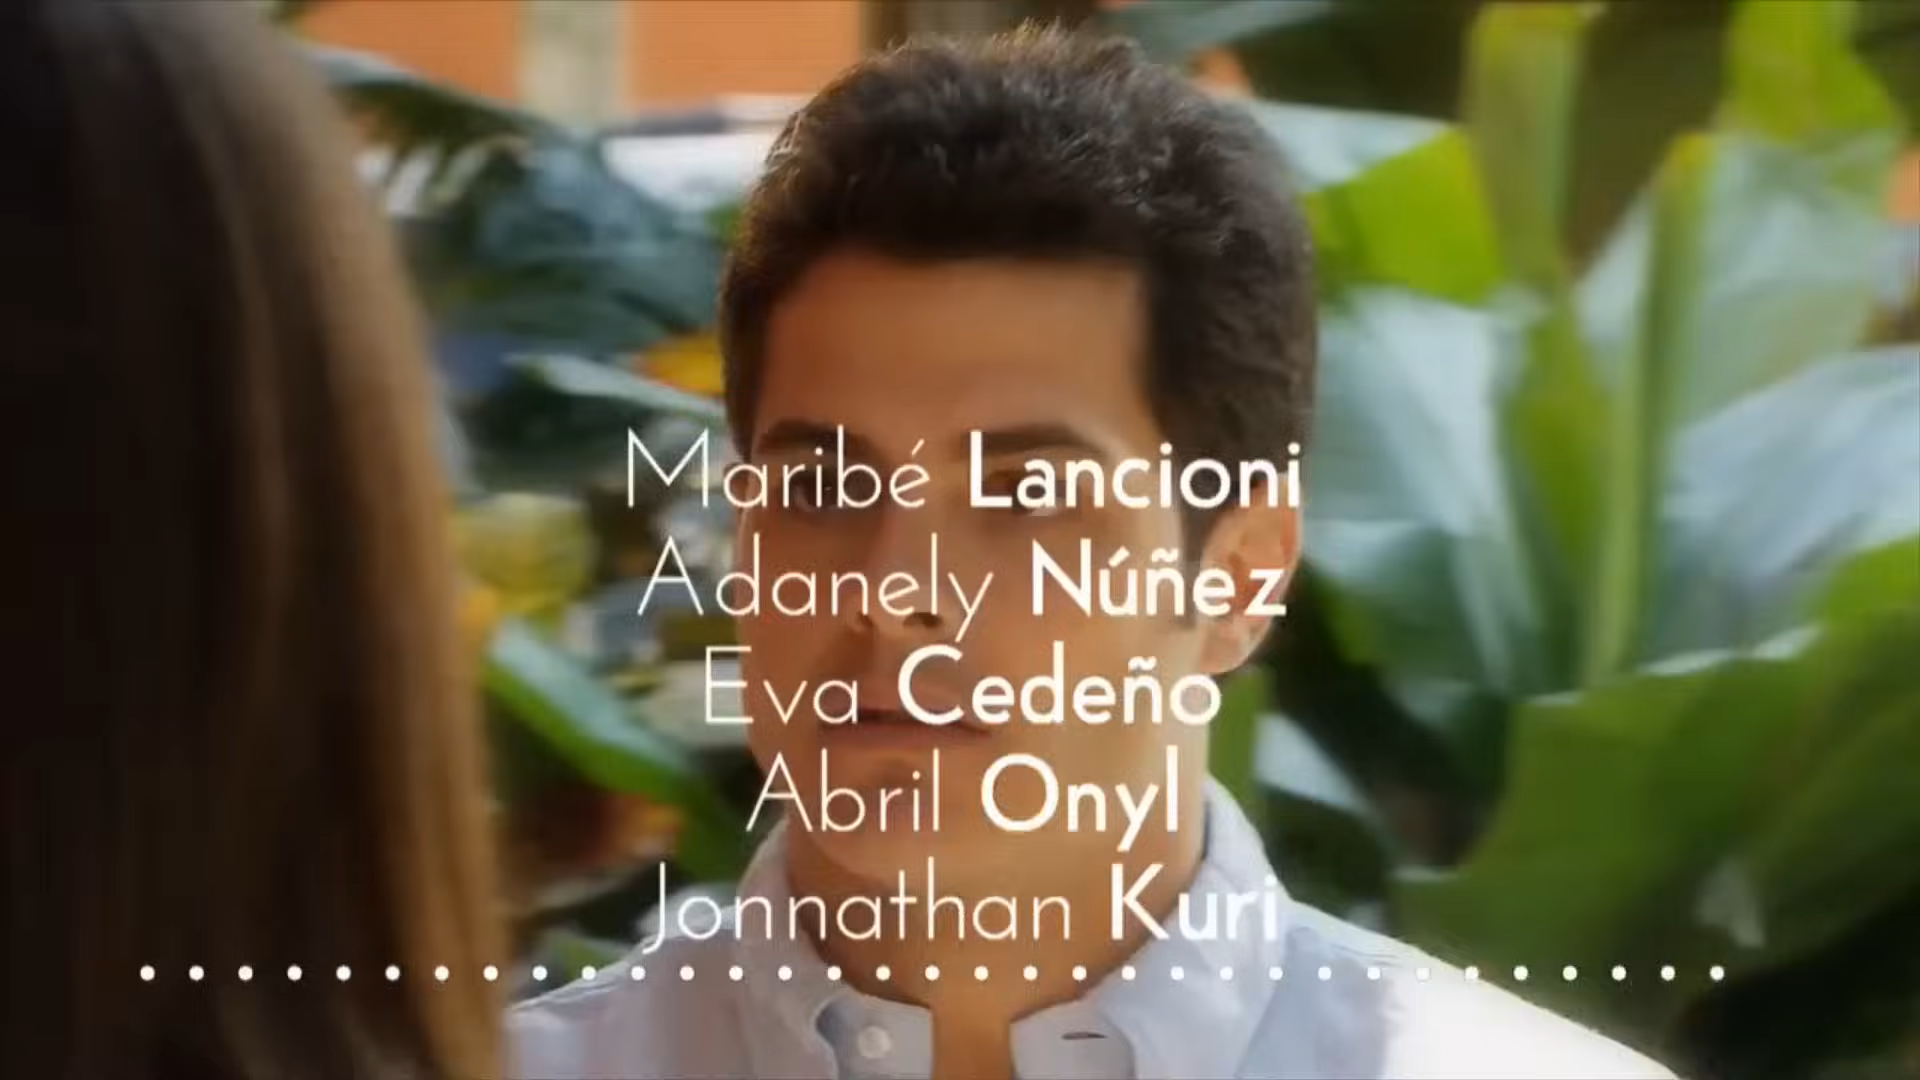 Maribé Lancioni
Adanely Núñez
Eva Cedeño
Abril Onyl
Jonnathan Kuri